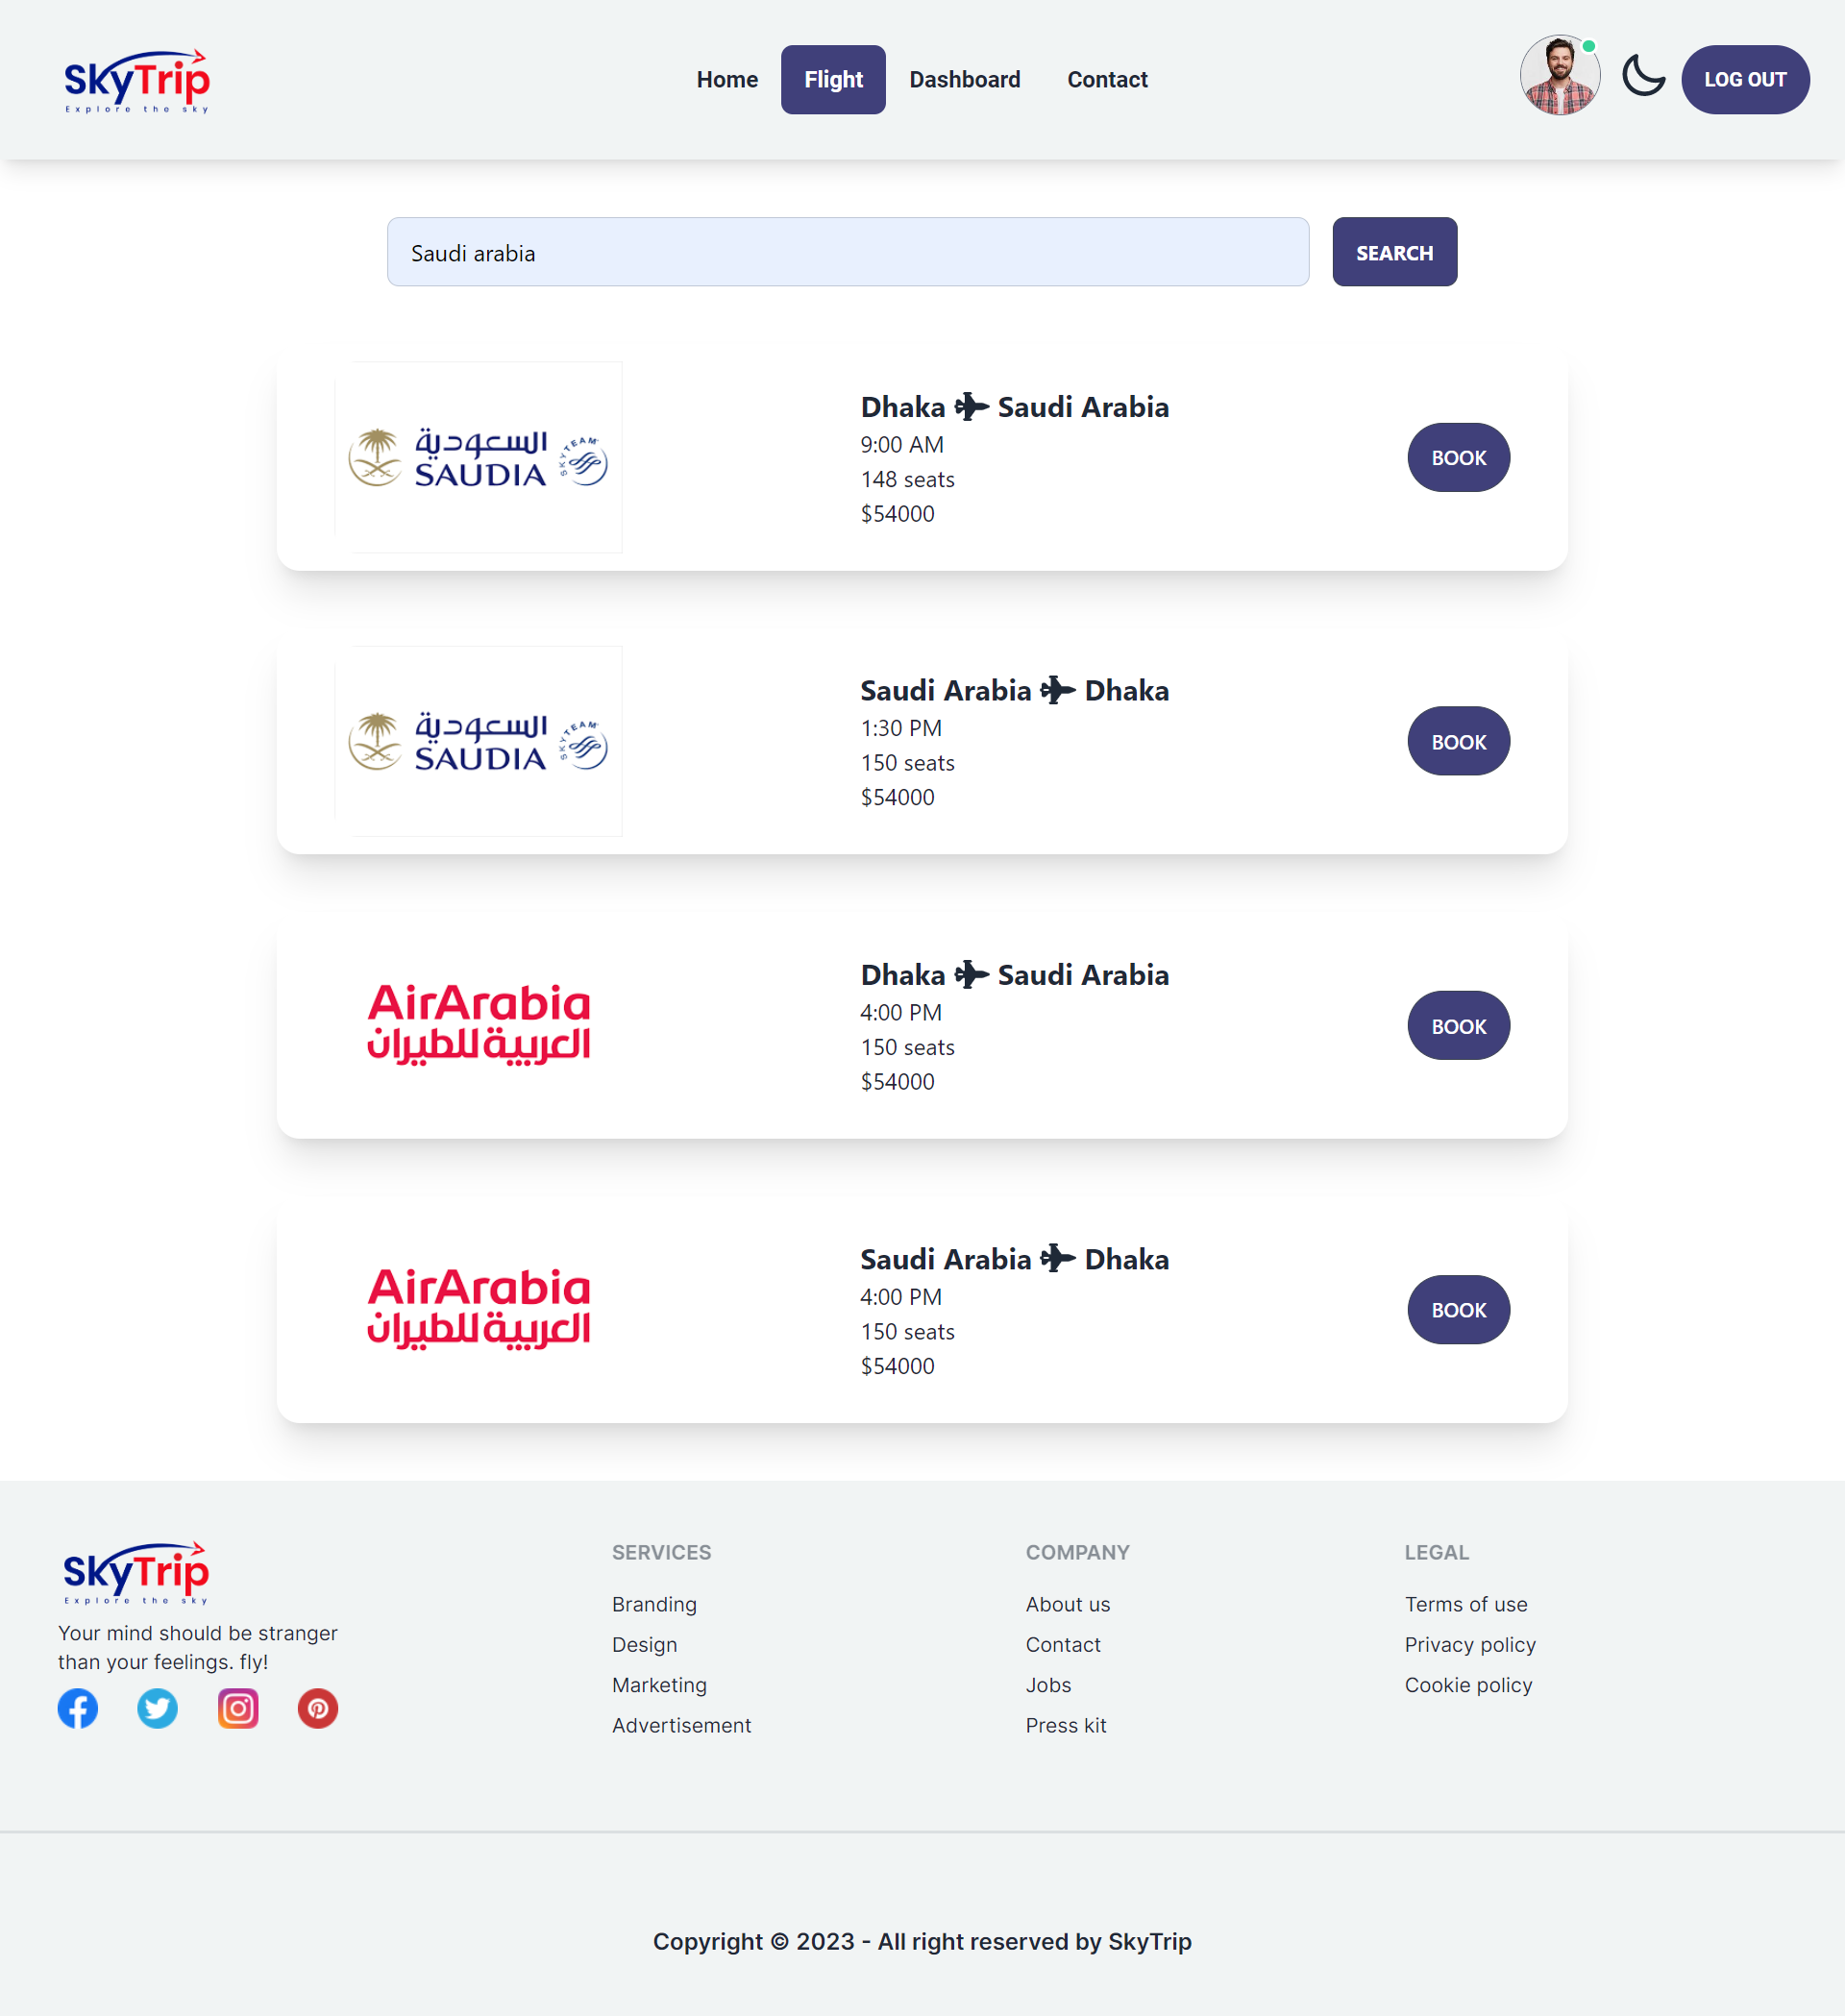 SkyTrip
Explore the sky
Home Flight Dashboard Contact
LOG OUT
Saudi arabia
SEARCH
السعودية
SAUDIA
SKYTEAM
Dhaka Saudi Arabia
9:00 AM
148 seats
$54000
BOOK
السعودية
SAUDIA
SKYTEAM
Saudi Arabia Dhaka
1:30 PM
150 seats
$54000
BOOK
AirArabia
العربية للطيران
Dhaka Saudi Arabia
4:00 PM
150 seats
$54000
BOOK
AirArabia
العربية للطيران
Saudi Arabia Dhaka
4:00 PM
150 seats
$54000
BOOK
SkyTrip
Explore the sky
Your mind should be stranger
than your feelings. fly!
SERVICES
Branding
Design
Marketing
Advertisement
COMPANY
About us
Contact
Jobs
Press kit
LEGAL
Terms of use
Privacy policy
Cookie policy
Copyright © 2023 - All right reserved by SkyTrip